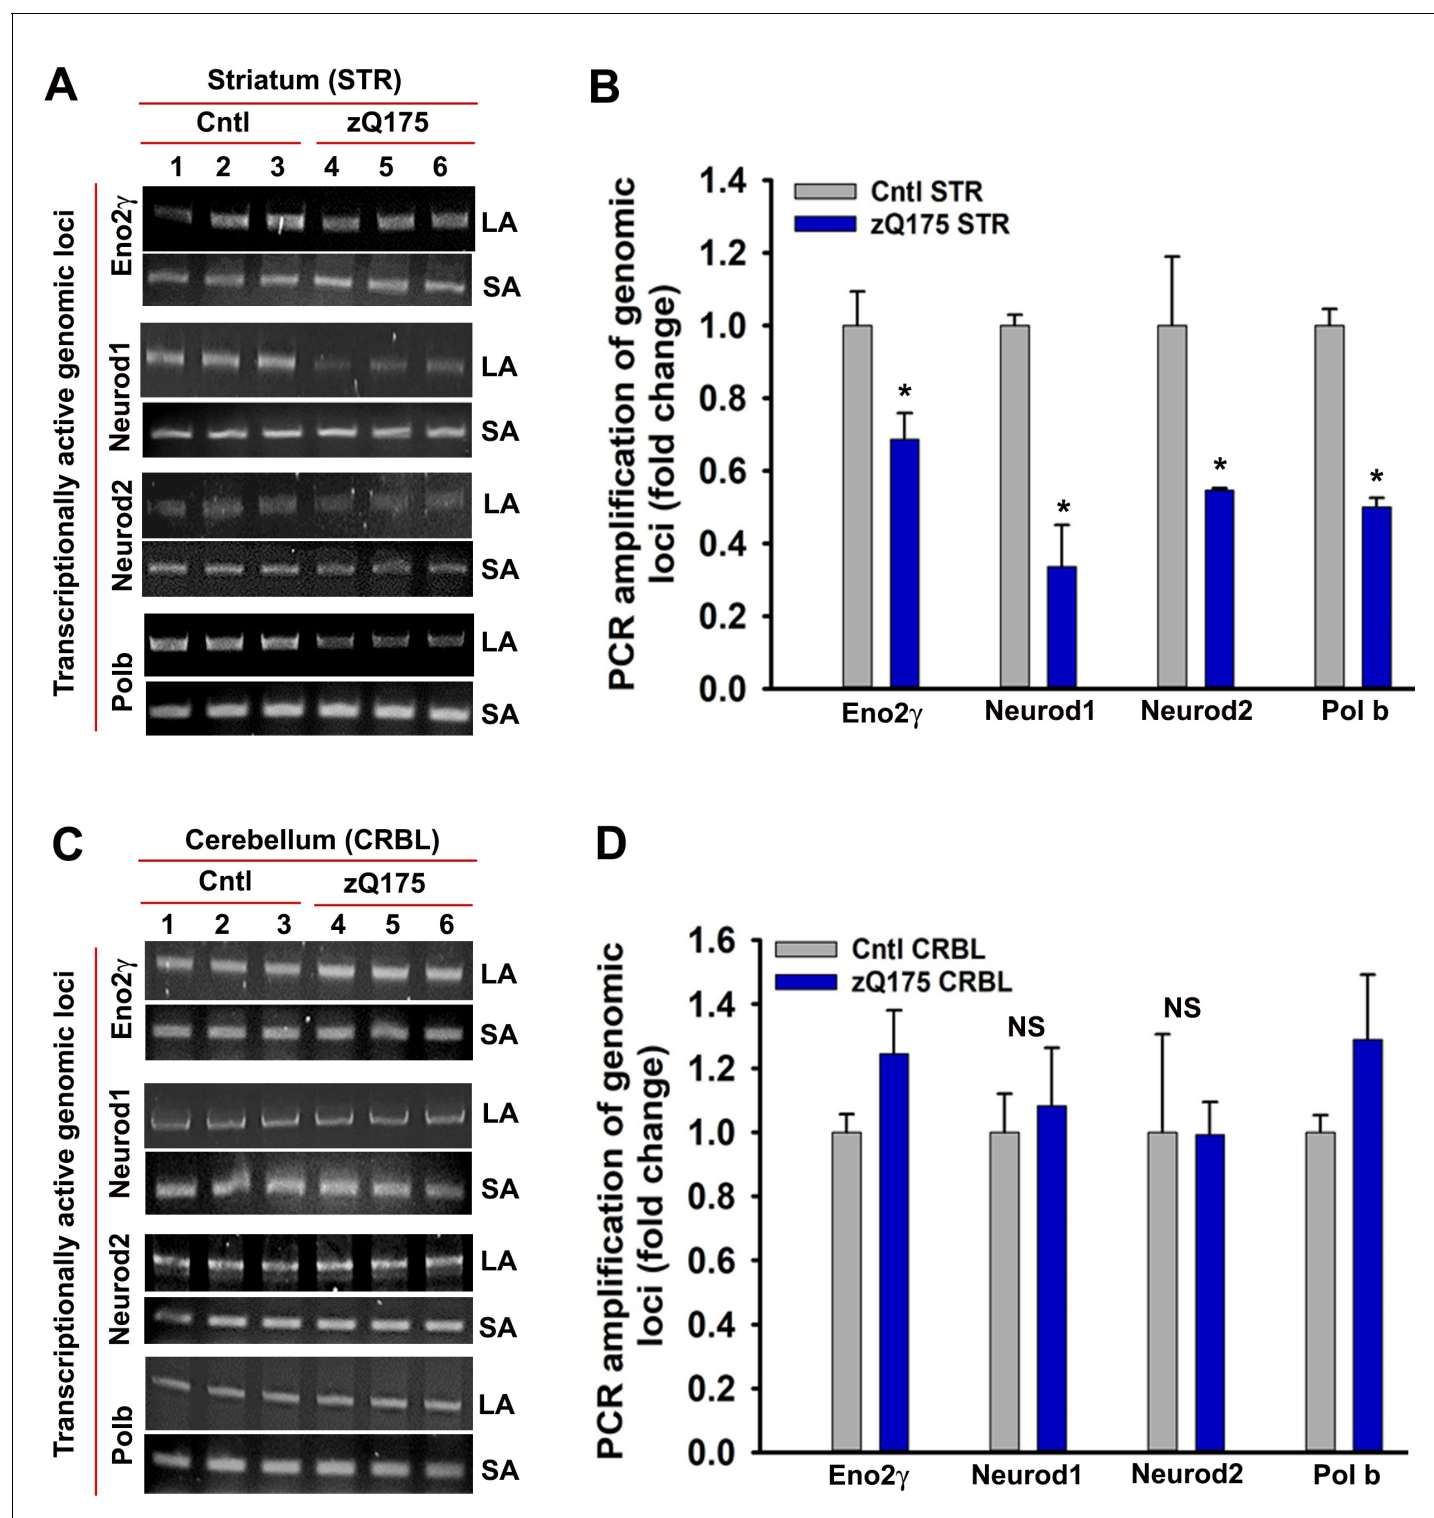 A
Striatum (STR)
Cntl zQ175
1 2 3 4 5 6
Transcriptionally active genomic loci
Eno2γ
LA
SA
Neurod1
LA
SA
Neurod2
LA
SA
Polb
LA
SA
B
PCR amplification of genomic
loci (fold change)
1.4
1.2
1.0
0.8
0.6
0.4
0.2
0.0
Cntl STR
zQ175 STR
*
*
*
*
Eno2γ Neurod1 Neurod2 Pol b
C
Cerebellum (CRBL)
Cntl zQ175
1 2 3 4 5 6
Transcriptionally active genomic loci
Eno2γ
LA
SA
Neurod1
LA
SA
Neurod2
LA
SA
Polb
LA
SA
D
PCR amplification of genomic
loci (fold change)
1.6
1.4
1.2
1.0
0.8
0.6
0.4
0.2
0.0
Cntl CRBL
zQ175 CRBL
NS
NS
Eno2γ Neurod1 Neurod2 Pol b